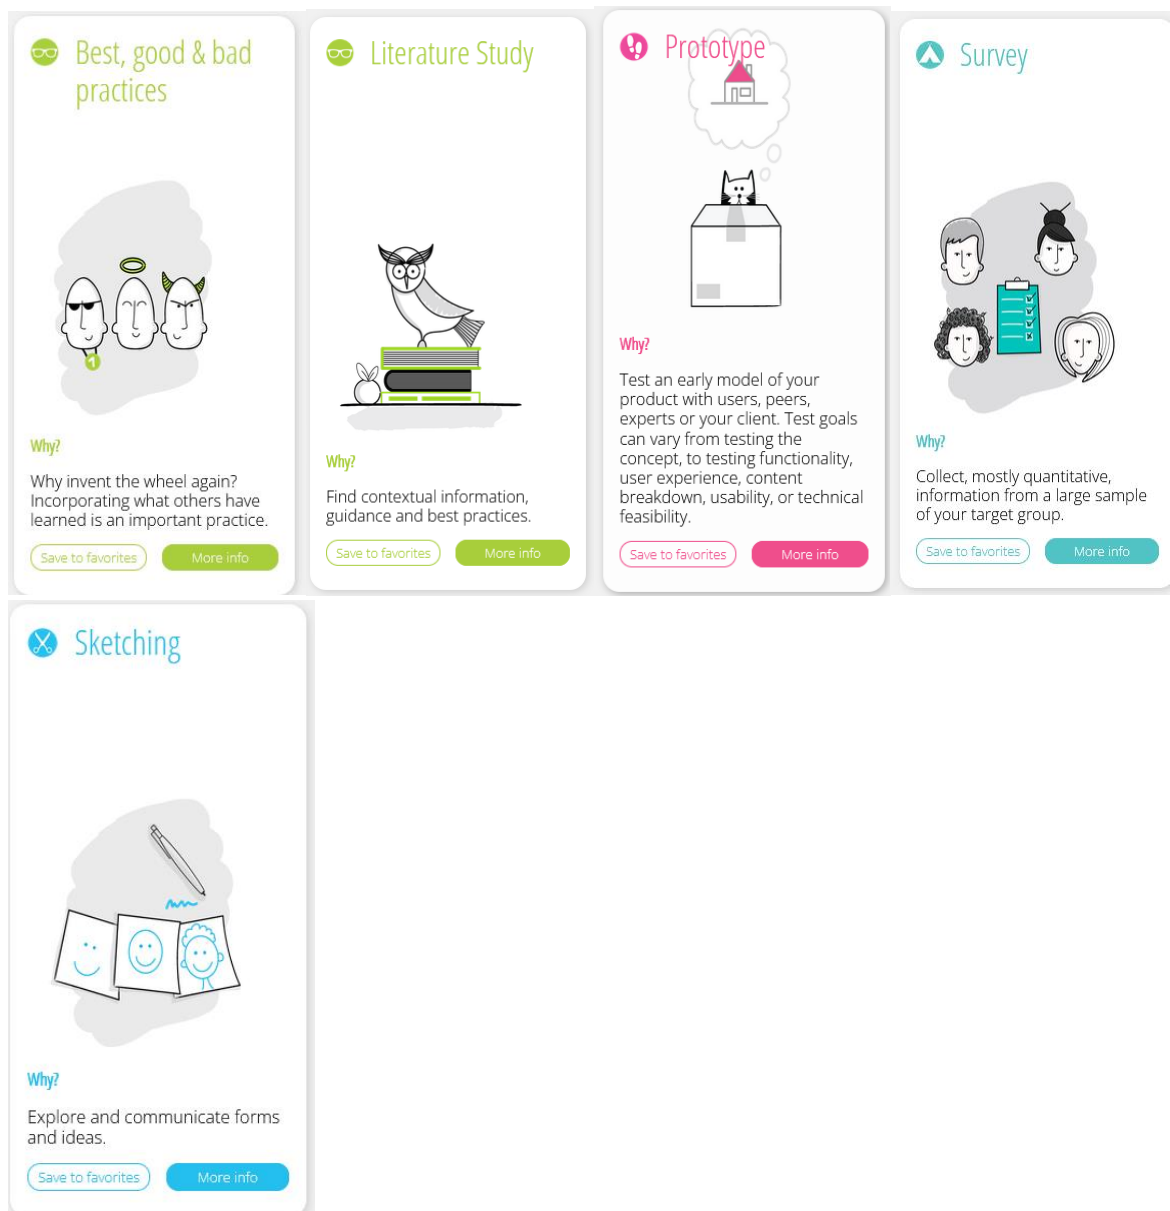 Best, good & bad
practices
Why?
Why invent the wheel again?
Incorporating what others have
learned is an important practice.
Save to favorites
More info
Literature Study
Why?
Find contextual information,
guidance and best practices.
Save to favorites
More info
Prototype
Why?
Test an early model of your
product with users, peers,
experts or your client. Test goals
can vary from testing the
concept, to testing functionality,
user experience, content
breakdown, usability, or technical
feasibility.
Save to favorites
More info
Survey
Why?
Collect, mostly quantitative,
information from a large sample
of your target group.
Save to favorites
More info
Sketching
Why?
Explore and communicate forms
and ideas.
Save to favorites
More info
1